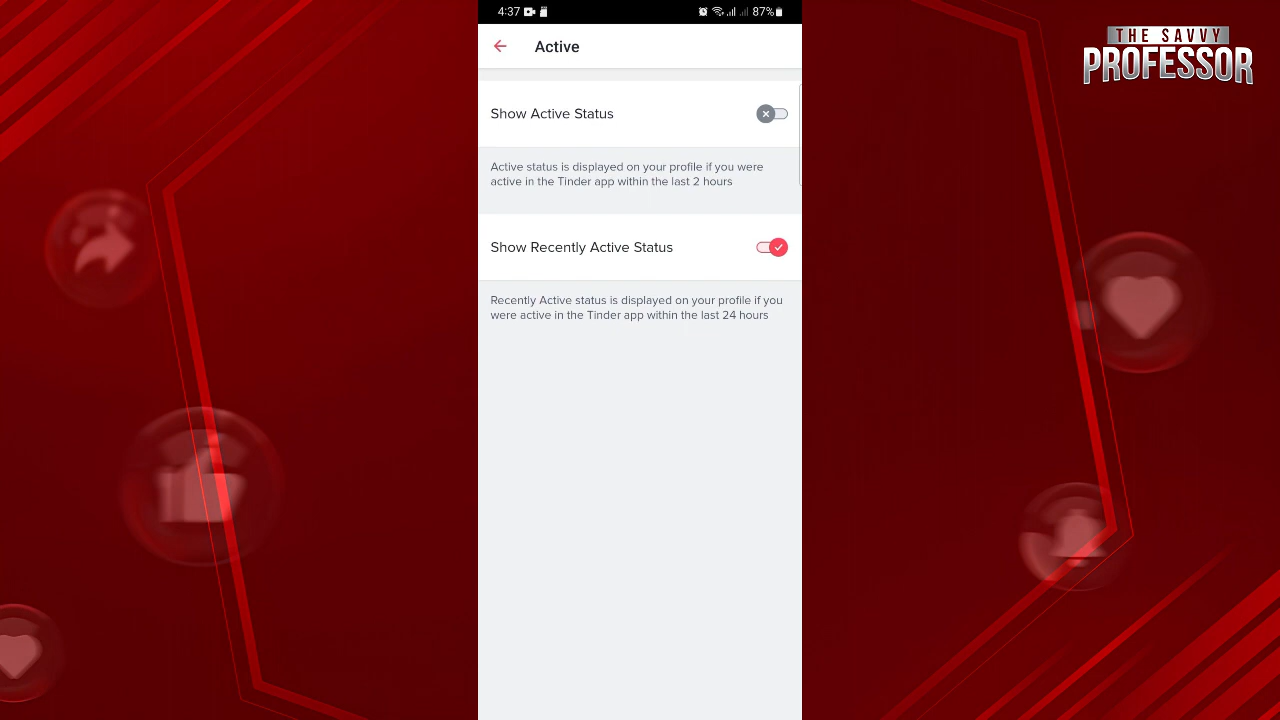 4:37
87%
THE SAVVY
PROFESSOR
Active
Show Active Status
Active status is displayed on your profile if you were
active in the Tinder app within the last 2 hours
Show Recently Active Status
Recently Active status is displayed on your profile if you
were active in the Tinder app within the last 24 hours